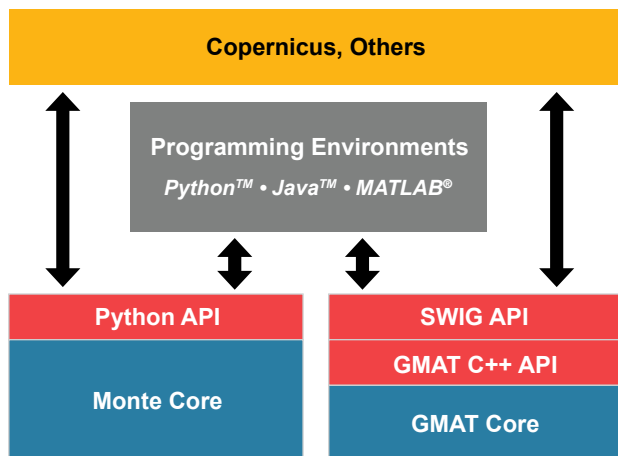 Copernicus, Others
Programming Environments
Python™ • Java™ • MATLAB®
Python API
Monte Core
SWIG API
GMAT C++ API
GMAT Core